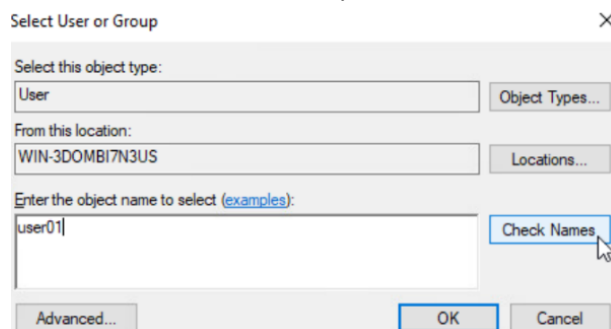 Select User or Group
Select this object type:
User
Object Types...
From this location:
WIN-3DOMBI7N3US
Locations...
Enter the object name to select (examples):
user01
Check Names
Advanced...
OK
Cancel